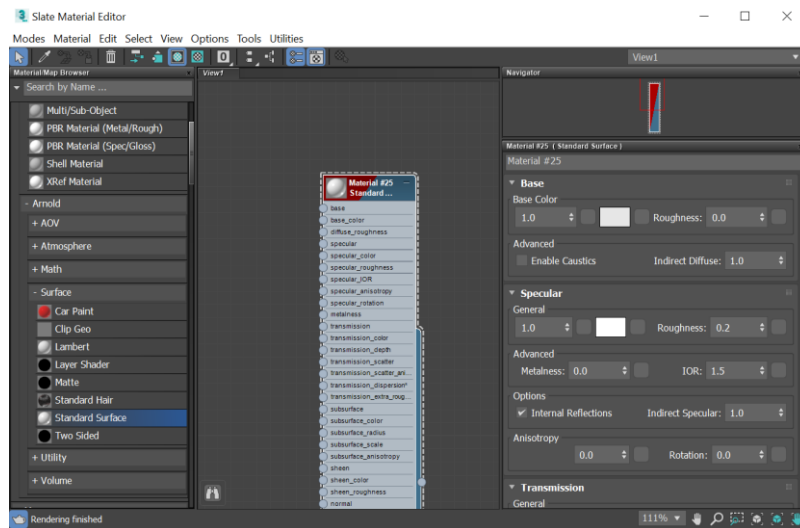 Slate Material Editor
Modes Material Edit Select View Options Tools Utilities
0
View1
Material/Map Browser
Search by Name ...
Multi/Sub-Object
PBR Material (Metal/Rough)
PBR Material (Spec/Gloss)
Shell Material
XRef Material
- Arnold
+ AOV
+ Atmosphere
+ Math
- Surface
Car Paint
Clip Geo
Lambert
Layer Shader
Matte
Standard Hair
Standard Surface
Two Sided
+ Utility
+ Volume
View1
Material #25
Standard ...
base
base_color
diffuse_roughness
specular
specular_color
specular_roughness
specular_IOR
specular_anisotropy
specular_rotation
metalness
transmission
transmission_color
transmission_depth
transmission_scatter
transmission_scatter_ani...
transmission_dispersion*
transmission_extra_roug...
subsurface
subsurface_color
subsurface_radius
subsurface_scale
subsurface_anisotropy
sheen
sheen_color
sheen_roughness
normal
Navigator
Material #25 ( Standard Surface )
Material #25
Base
Base Color
1.0 Roughness: 0.0
Advanced
Enable Caustics Indirect Diffuse: 1.0
Specular
General
1.0 Roughness: 0.2
Advanced
Metalness: 0.0 IOR: 1.5
Options
Internal Reflections Indirect Specular: 1.0
Anisotropy
0.0 Rotation: 0.0
Transmission
General
Rendering finished
111%